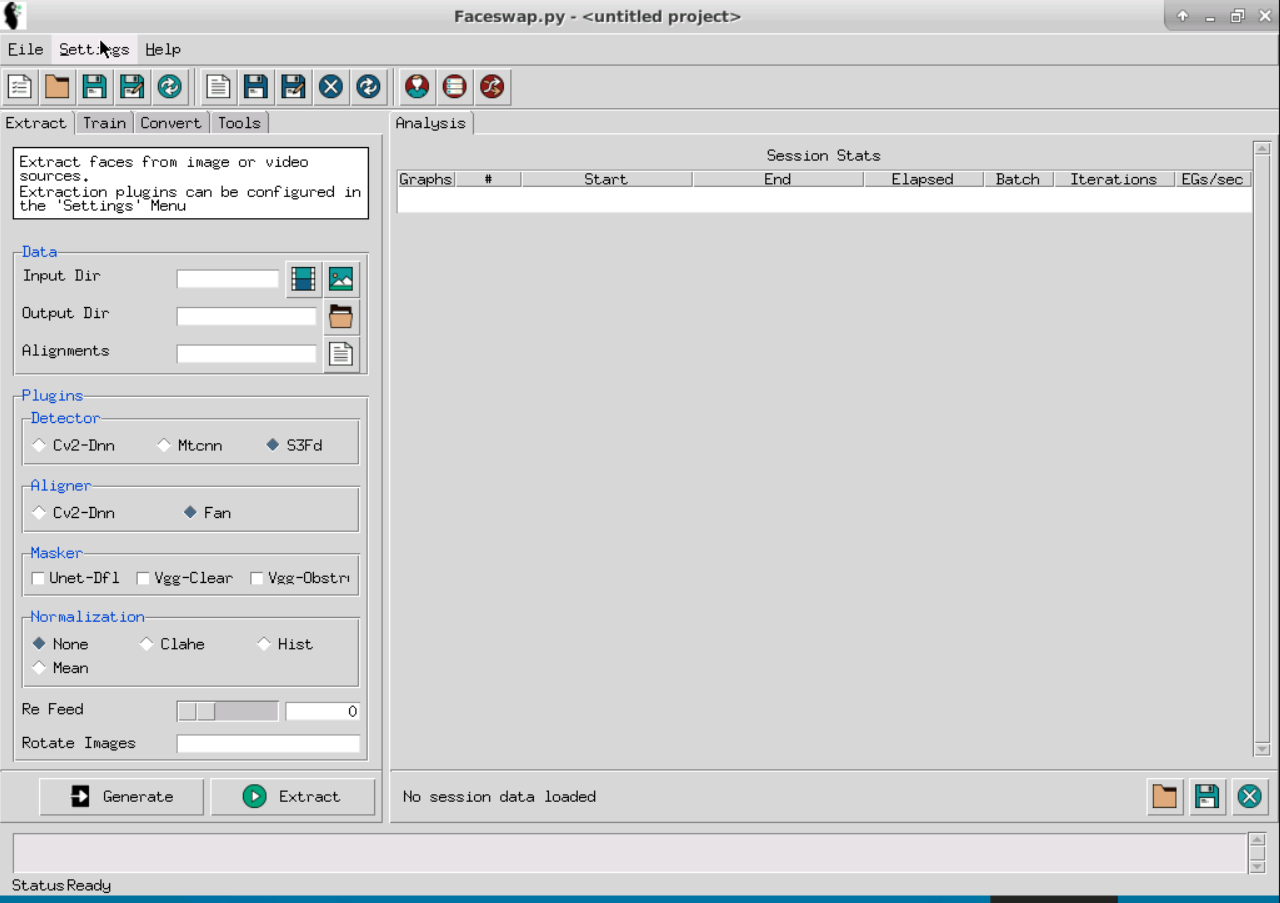 Faceswap.py - <untitled project>
File Settings Help
Extract Train Convert Tools
Analysis
Extract faces from image or video
sources.
Extraction plugins can be configured in
the 'Settings' Menu
Data
Input Dir
Output Dir
Alignments
Plugins
Detector
Cv2-Dnn Mtcnn S3Fd
Aligner
Cv2-Dnn Fan
Masker
Unet-Dfl Vgg-Clear Vgg-Obstr
Normalization
None Clahe Hist
Mean
Re Feed 0
Rotate Images
Generate Extract
Session Stats
Graphs # Start End Elapsed Batch Iterations EGs/sec
No session data loaded
Status Ready